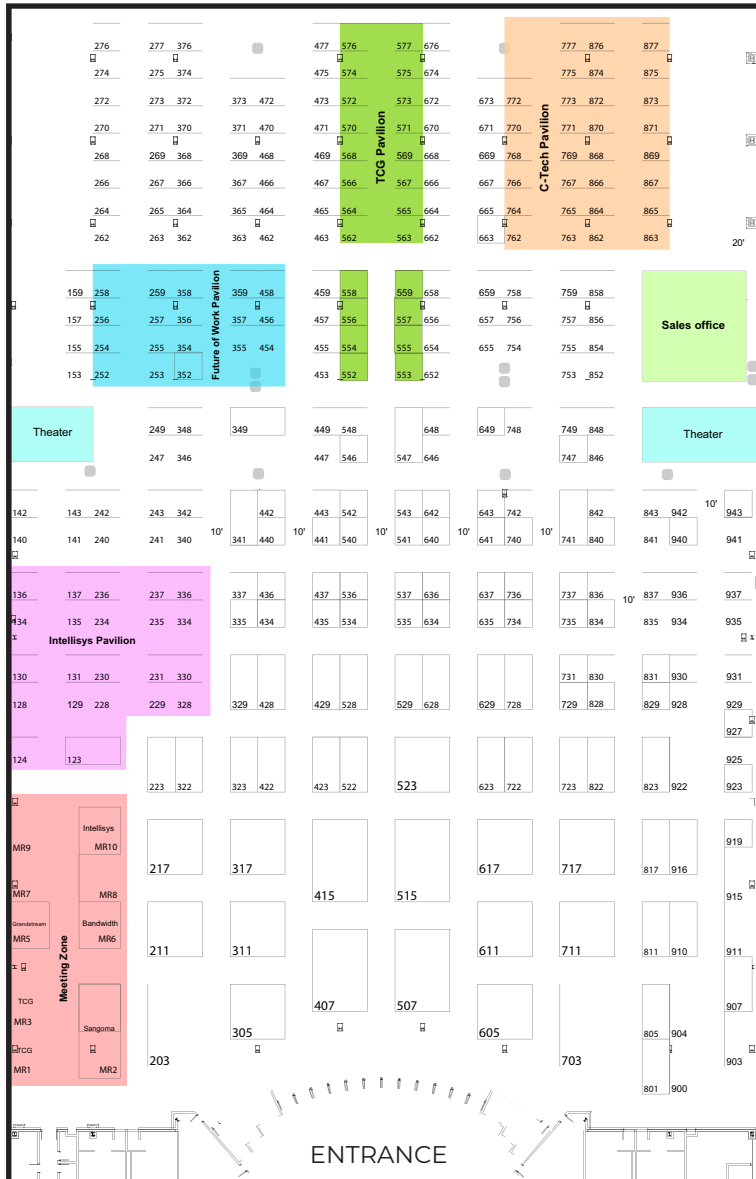 276 277 376 477 576 577 676 777 876 877
274 275 374 475 574 575 674 775 874 875
272 273 372 373 472 473 572 573 672 673 772 773 872 873
270 271 370 371 470 471 570 571 670 671 770 771 870 871
268 269 368 369 468 469 568 569 668 669 768 769 868 869
266 267 366 367 466 467 566 567 666 667 766 767 866 867
264 265 364 365 464 465 564 565 664 665 764 765 864 865
262 263 362 363 462 463 562 563 662 663 762 763 862 863
TCG Pavilion
C-Tech Pavilion
20'
159 258 259 358 359 458 459 558 559 658 659 758 759 858
157 256 257 356 357 456 457 556 557 656 657 756 757 856
155 254 255 354 355 454 455 554 555 654 655 754 755 854
153 252 253 352 453 552 553 652 753 852
Future of Work Pavilion
Sales office
Theater
249 348 349 449 548 648 649 748 749 848
247 346 447 546 547 646 747 846
Theater
142 143 242 243 342 442 443 542 543 642 643 742 842 843 942 943
10' 10' 10' 10' 10' 10'
140 141 240 241 340 341 440 441 540 541 640 641 740 741 840 841 940 941
136 137 236 237 336 337 436 437 536 537 636 637 736 737 836 837 936 937
10'
134 135 234 235 334 335 434 435 534 535 634 635 734 735 834 835 934 935
Intellisys Pavilion
130 131 230 231 330 731 830 831 930 931
128 129 228 229 328 329 428 429 528 529 628 629 728 729 828 829 928 929
927
124 123 925
223 322 323 422 423 522 523 623 722 723 822 823 922 923
Intellisys
MR9 MR10
217 317 617 717 817 916 919
MR7 MR8
415 515 915
Grandstream Bandwidth
MR5 MR6
211 311 611 711 811 910 911
Meeting Zone
TCG
MR3
407 507 907
Sangoma
305 605 805 904
TCG
MR1 MR2
203 703 903
801 900
ENTRANCE